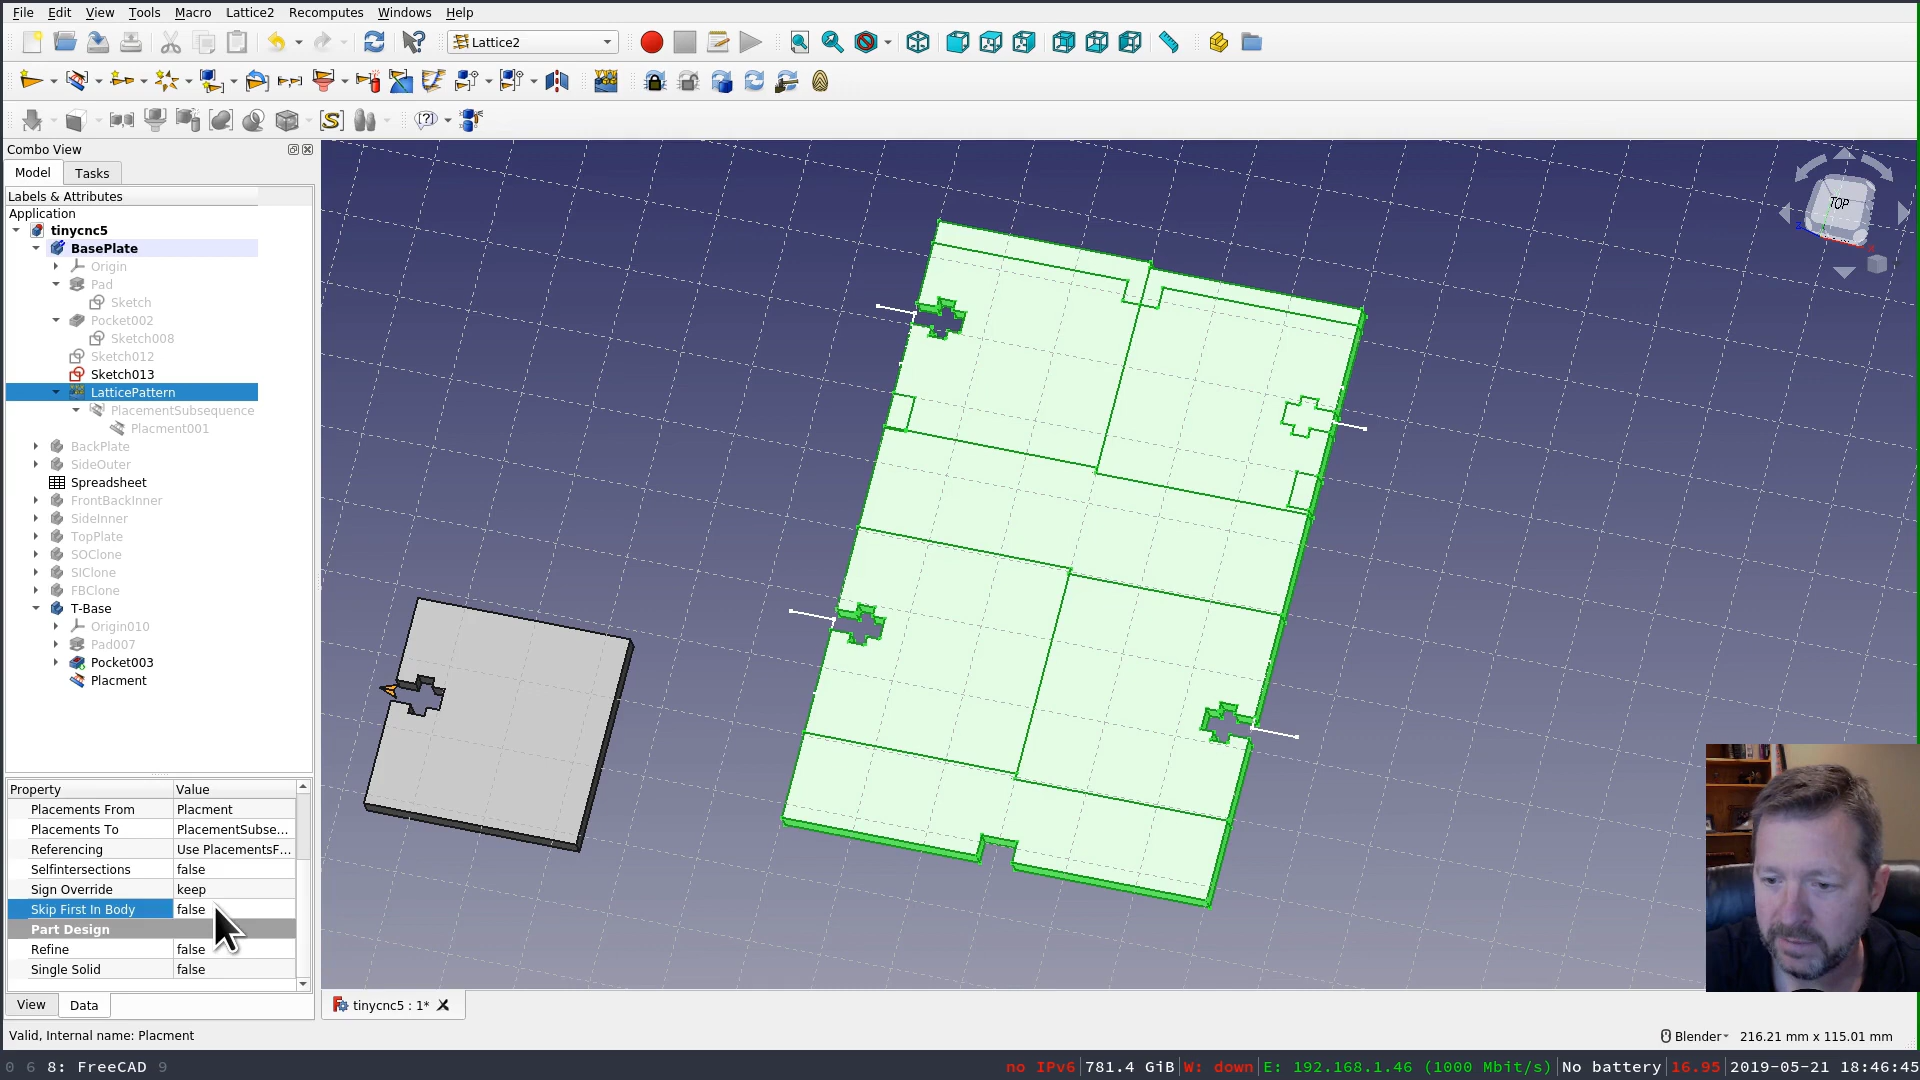 File Edit View Tools Macro Lattice2 Recomputes Windows Help
Lattice2
Combo View
Model Tasks
Labels & Attributes
Application
tinycnc5
BasePlate
Origin
Pad
Sketch
Pocket002
Sketch008
Sketch012
Sketch013
LatticePattern
PlacementSubsequence
Placment001
BackPlate
SideOuter
Spreadsheet
FrontBackInner
SideInner
TopPlate
SOClone
SIClone
FBClone
T-Base
Origin010
Pad007
Pocket003
Placment
TOP
Property Value
Placements From Placment
Placements To PlacementSubse...
Referencing Use PlacementsF...
Selfintersections false
Sign Override keep
Skip First In Body false
Part Design
Refine false
Single Solid false
View Data
tinycnc5 : 1*
Valid, Internal name: Placment
Blender 216.21 mm x 115.01 mm
0 6 8: FreeCAD 9
no IPv6|781.4 GiB|W: down|E: 192.168.1.46 (1000 Mbit/s)|No battery|16.95|2019-05-21 18:46:45